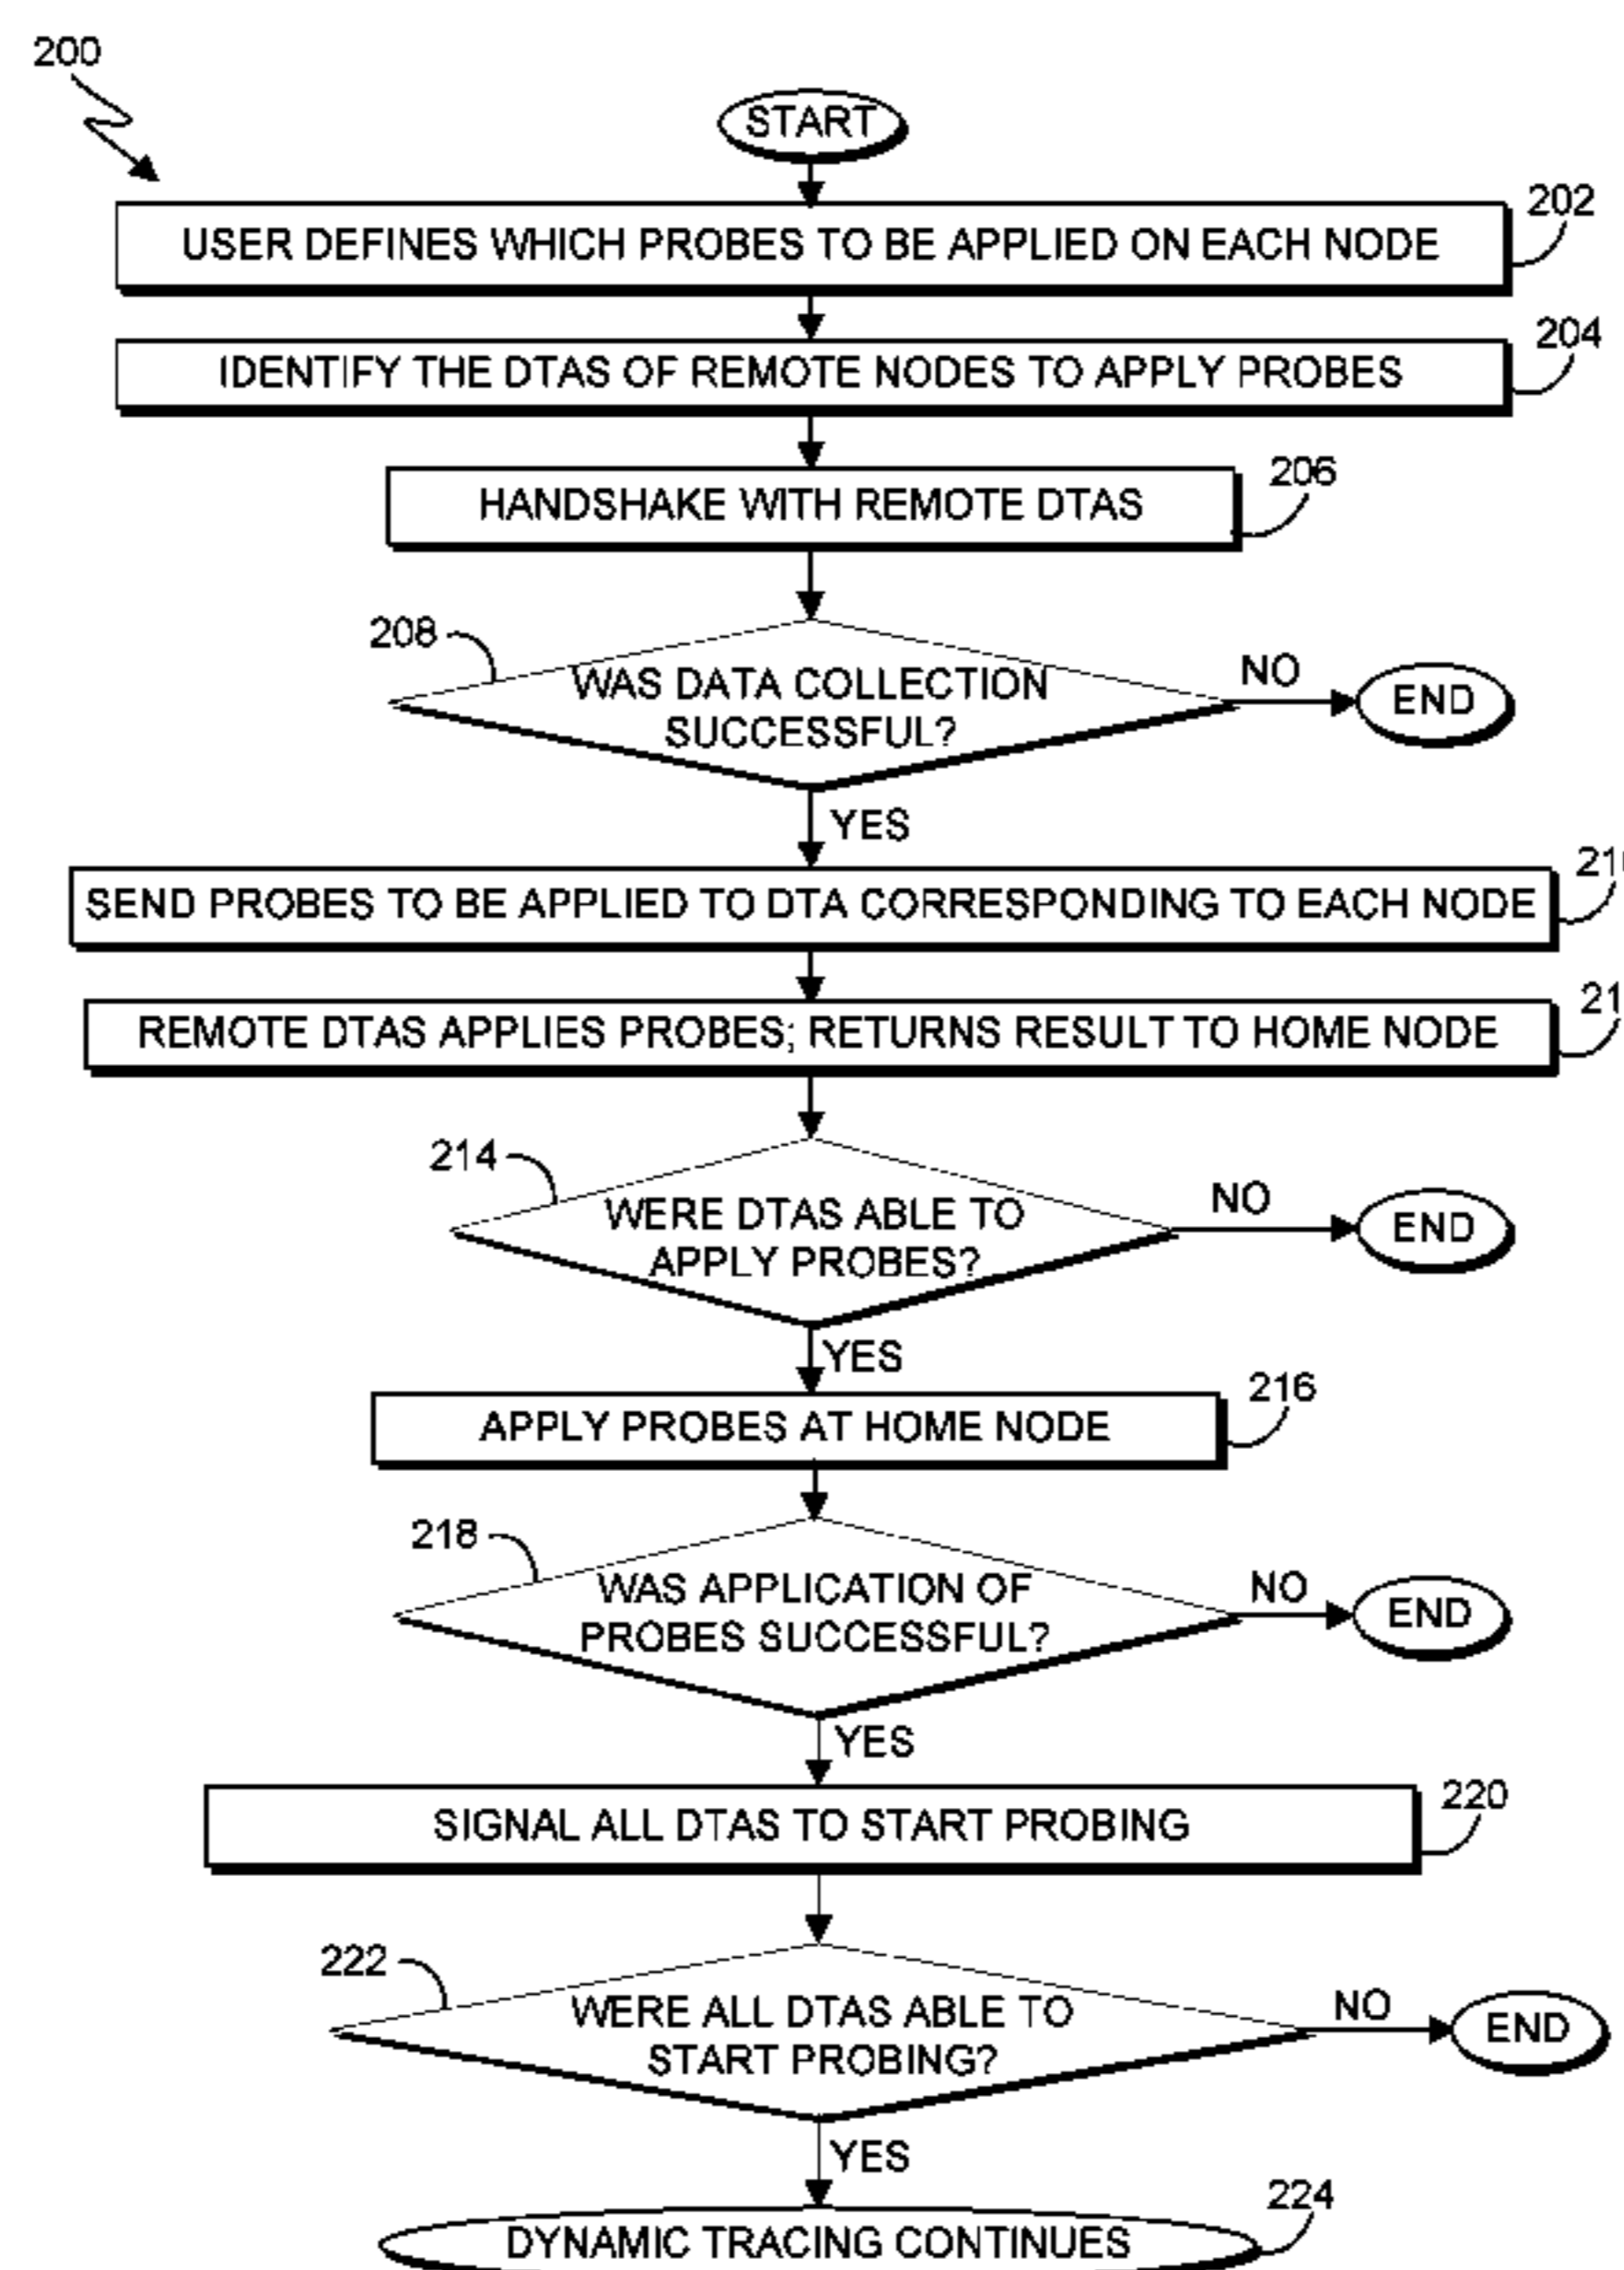 200
START
202
USER DEFINES WHICH PROBES TO BE APPLIED ON EACH NODE
204
IDENTIFY THE DTAS OF REMOTE NODES TO APPLY PROBES
206
HANDSHAKE WITH REMOTE DTAS
208
WAS DATA COLLECTION
SUCCESSFUL?
NO
END
YES
SEND PROBES TO BE APPLIED TO DTA CORRESPONDING TO EACH NODE
REMOTE DTAS APPLIES PROBES; RETURNS RESULT TO HOME NODE
214
WERE DTAS ABLE TO
APPLY PROBES?
NO
END
YES
216
APPLY PROBES AT HOME NODE
218
WAS APPLICATION OF
PROBES SUCCESSFUL?
NO
END
YES
220
SIGNAL ALL DTAS TO START PROBING
222
WERE ALL DTAS ABLE TO
START PROBING?
NO
END
YES
224
DYNAMIC TRACING CONTINUES